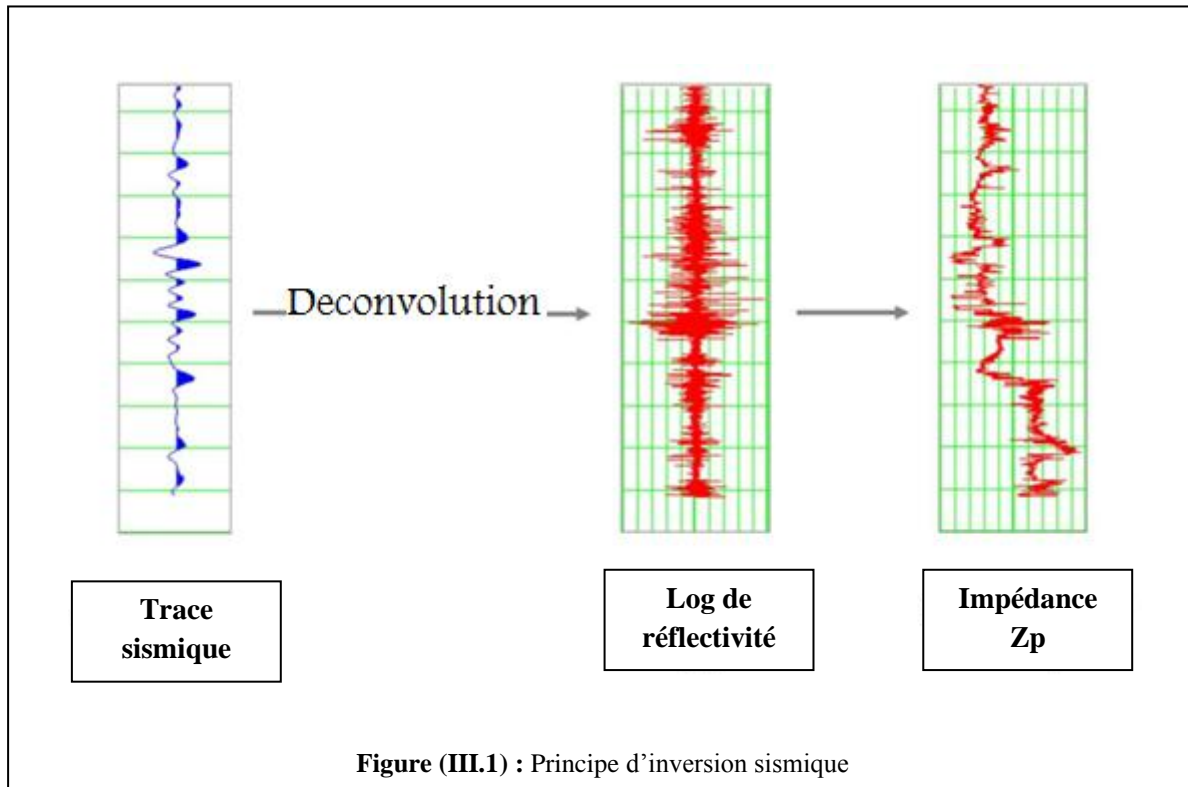 Deconvolution
Trace
sismique
Log de
réflectivité
Impédance
Zp
Figure (III.1) : Principe d'inversion sismique